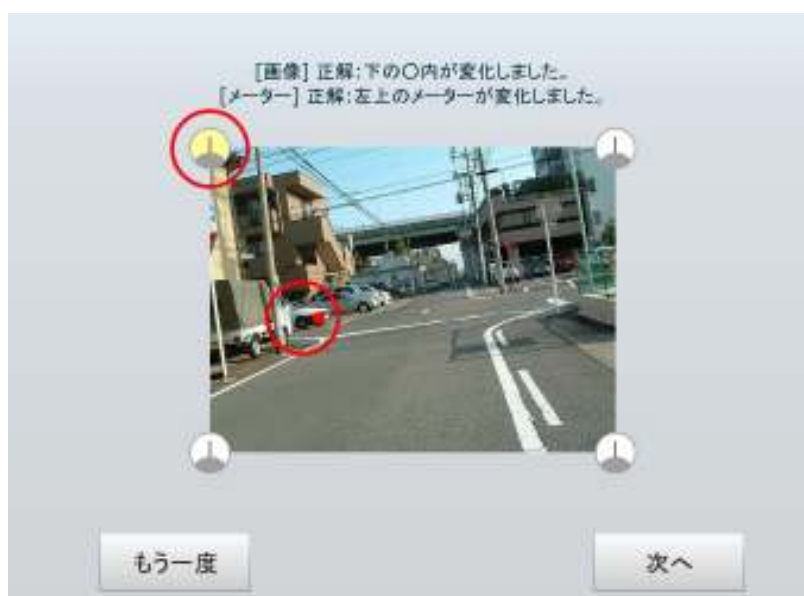 [画像] 正解:下の〇内が変化しました。
[メーター] 正解:左上のメーターが変化しました。
もう一度
次へ